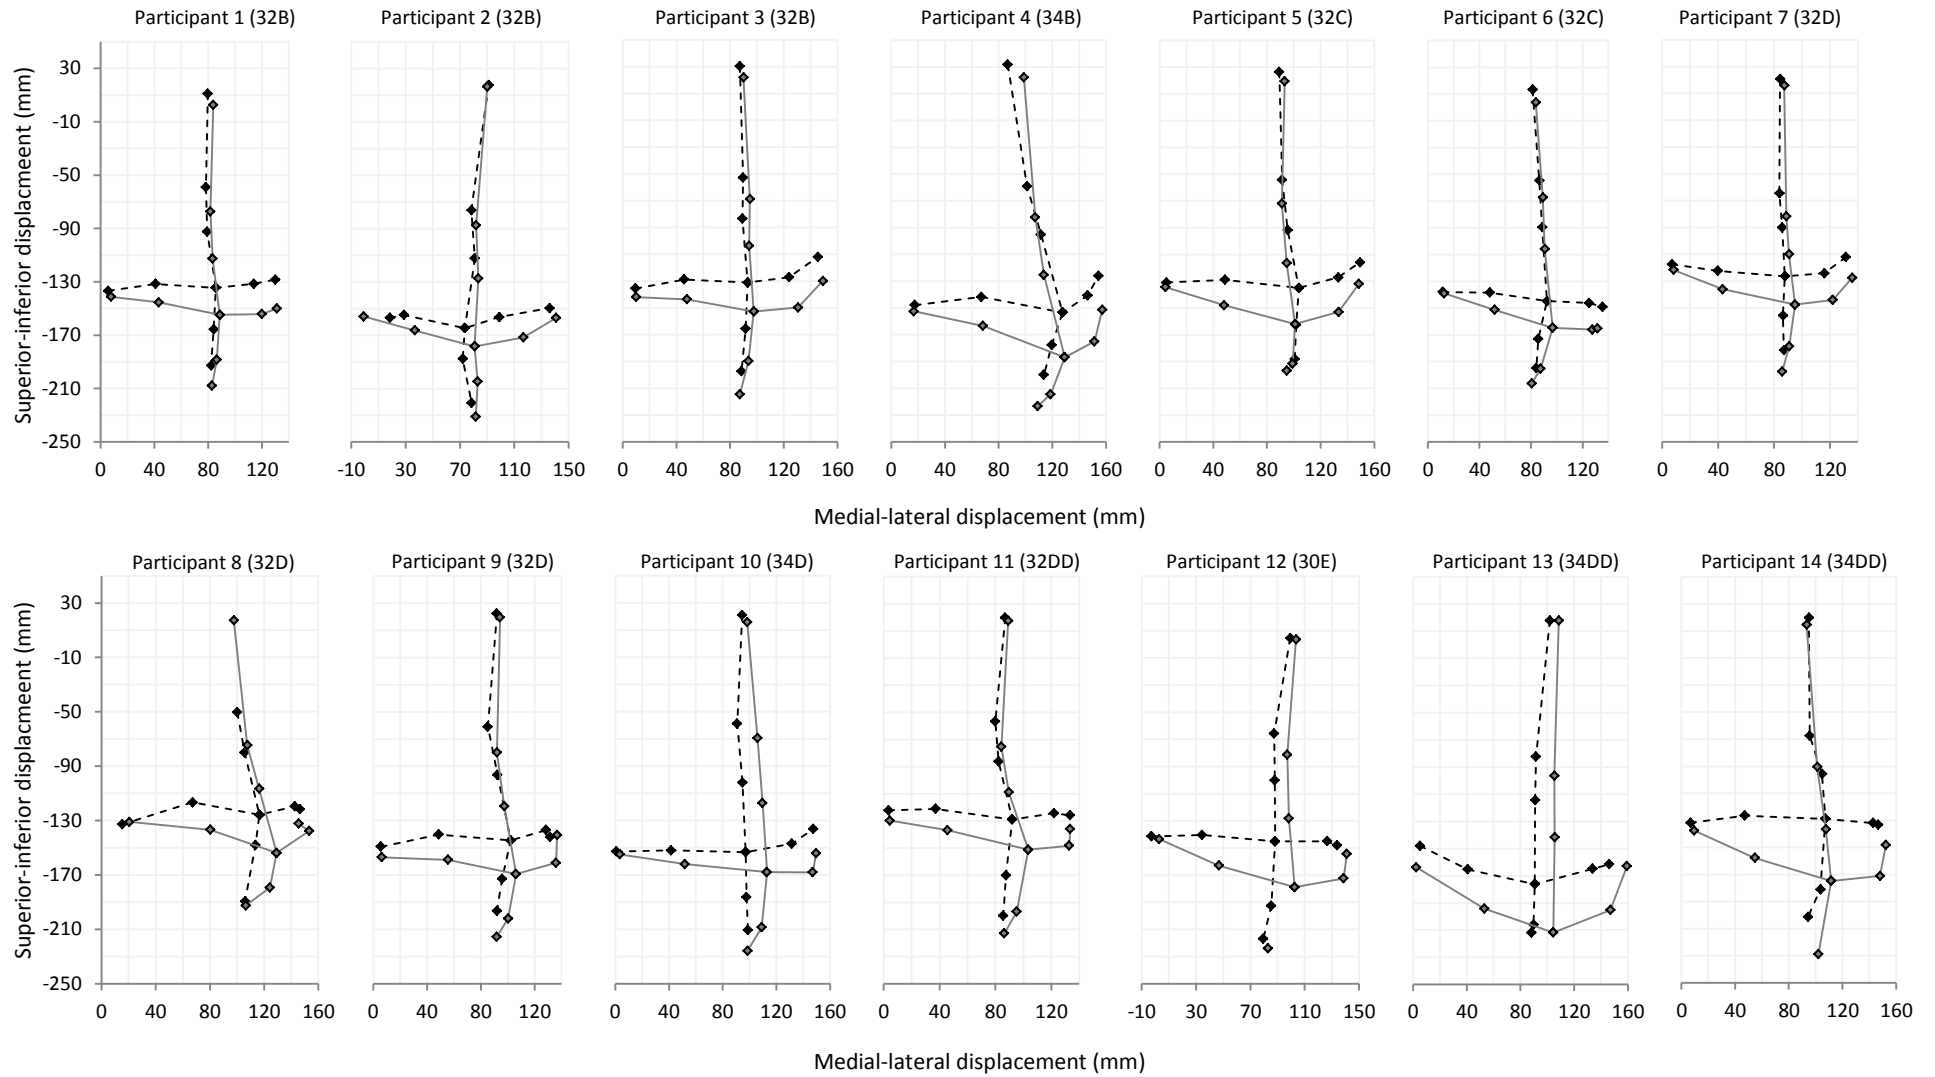 Participant 1 (32B) Participant 2 (32B) Participant 3 (32B) Participant 4 (34B) Participant 5 (32C) Participant 6 (32C) Participant 7 (32D)
Superior-inferior displacmeent (mm)
30
-10
-50
-90
-130
-170
-210
-250
0 40 80 120 -10 30 70 110 150 0 40 80 120 160 0 40 80 120 160 0 40 80 120 160 0 40 80 120 0 40 80 120
Medial-lateral displacement (mm)
Participant 8 (32D) Participant 9 (32D) Participant 10 (34D) Participant 11 (32DD) Participant 12 (30E) Participant 13 (34DD) Participant 14 (34DD)
Superior-inferior displacmeent (mm)
30
-10
-50
-90
-130
-170
-210
-250
0 40 80 120 160 0 40 80 120 0 40 80 120 160 0 40 80 120 -10 30 70 110 150 0 40 80 120 160 0 40 80 120 160
Medial-lateral displacement (mm)